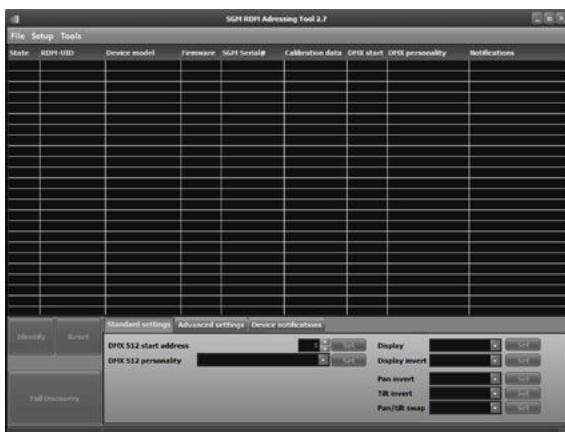 SGM RDM Adressing Tool 2.7
File Setup Tools
State RDM-UID Device model Firmware SGM Serial# Calibration data DMX start DMX personality Notifications
Standard settings Advanced settings Device notifications
Identify Reset
DMX 512 start address 1 Set Display Set
DMX 512 personality Set Display invert Set
Pan invert Set
Full Discovery Tilt invert Set
Pan/tilt swap Set